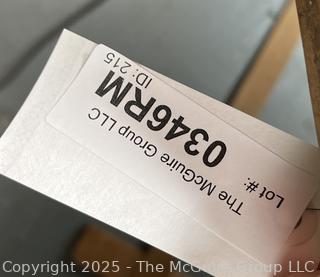 Lot #:
The McGuire Group LLC
0346RM
ID: 215
Copyright 2025 - The McGuire Group LLC